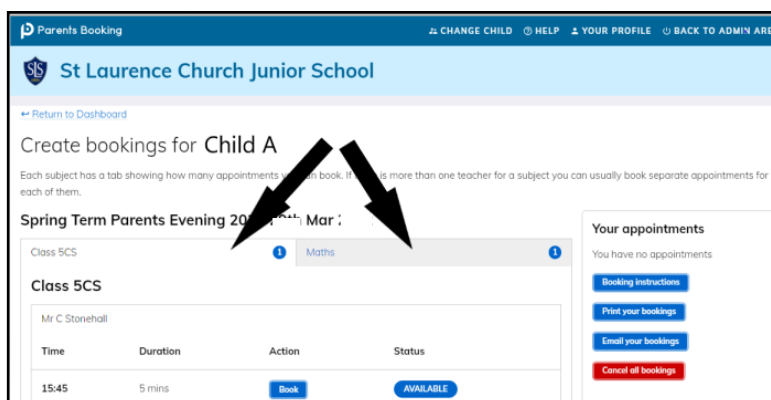 Parents Booking
CHANGE CHILD HELP YOUR PROFILE BACK TO ADMIN ARE
SLS St Laurence Church Junior School
Return to Dashboard
Create bookings for Child A
Each subject has a tab showing how many appointments book. If is more than one teacher for a subject you can usually book separate appointments for
each of them.
Spring Term Parents Evening Mar
Class 5CS 1 Maths 1
Class 5CS
Mr C Stonehall
Time Duration Action Status
15:45 5 mins Book AVAILABLE
Your appointments
You have no appointments
Booking instructions
Print your bookings
Email your bookings
Cancel all bookings